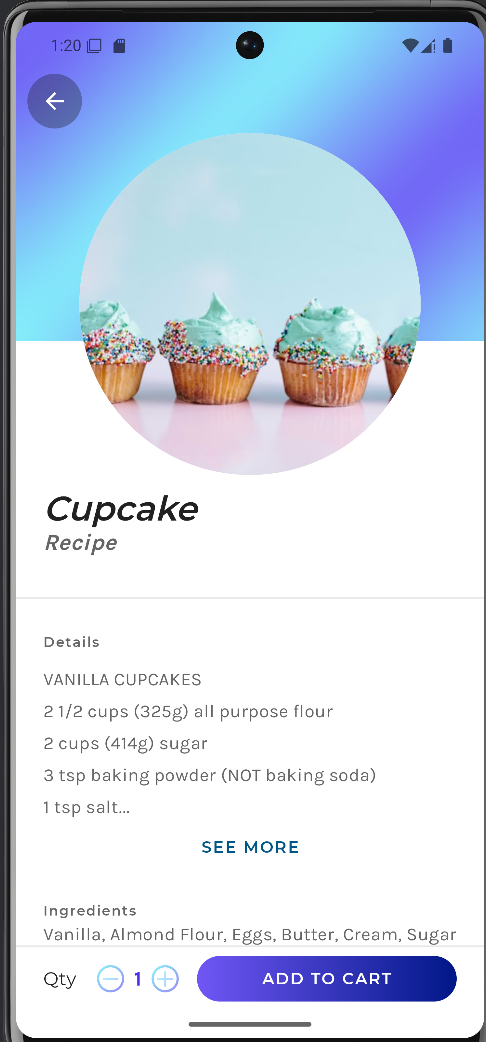 1:20
Cupcake
Recipe
Details
VANILLA CUPCAKES
2 1/2 cups (325g) all purpose flour
2 cups (414g) sugar
3 tsp baking powder (NOT baking soda)
1 tsp salt...
SEE MORE
Ingredients
Vanilla, Almond Flour, Eggs, Butter, Cream, Sugar
Qty 1 ADD TO CART